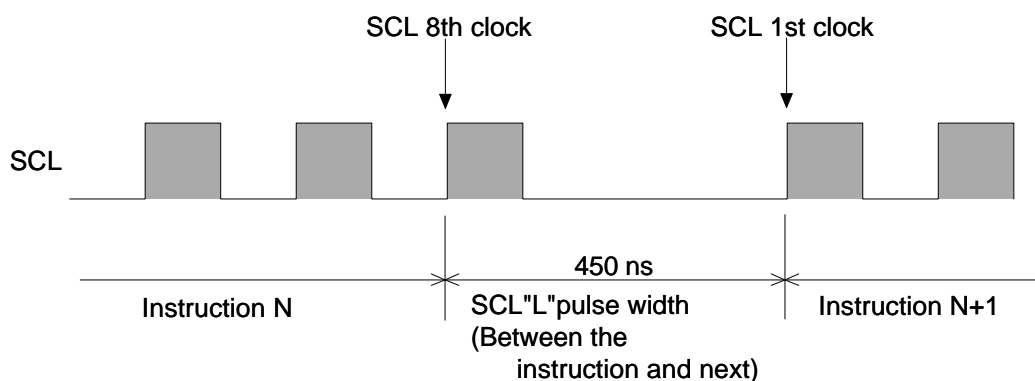 SCL 8th clock
SCL 1st clock
SCL
450 ns
Instruction N
SCL"L"pulse width
(Between the
instruction and next)
Instruction N+1